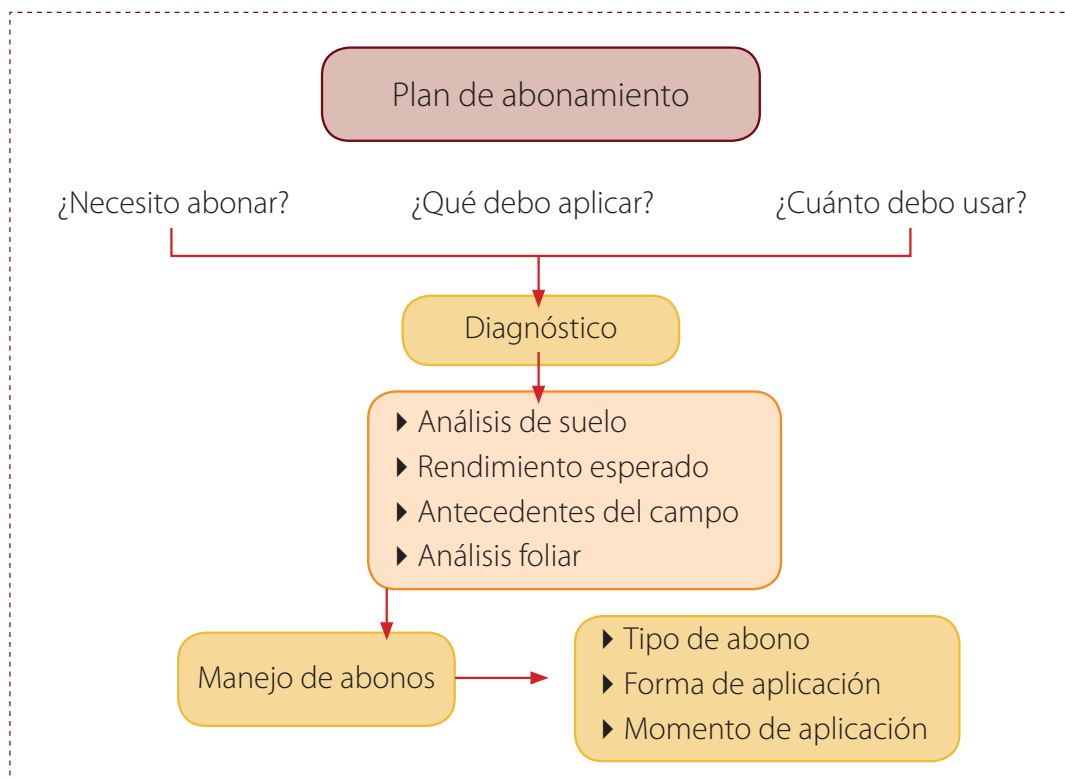 Plan de abonamiento
¿Necesito abonar?
¿Qué debo aplicar?
¿Cuánto debo usar?
Diagnóstico
Análisis de suelo
Rendimiento esperado
Antecedentes del campo
Análisis foliar
Manejo de abonos
Tipo de abono
Forma de aplicación
Momento de aplicación